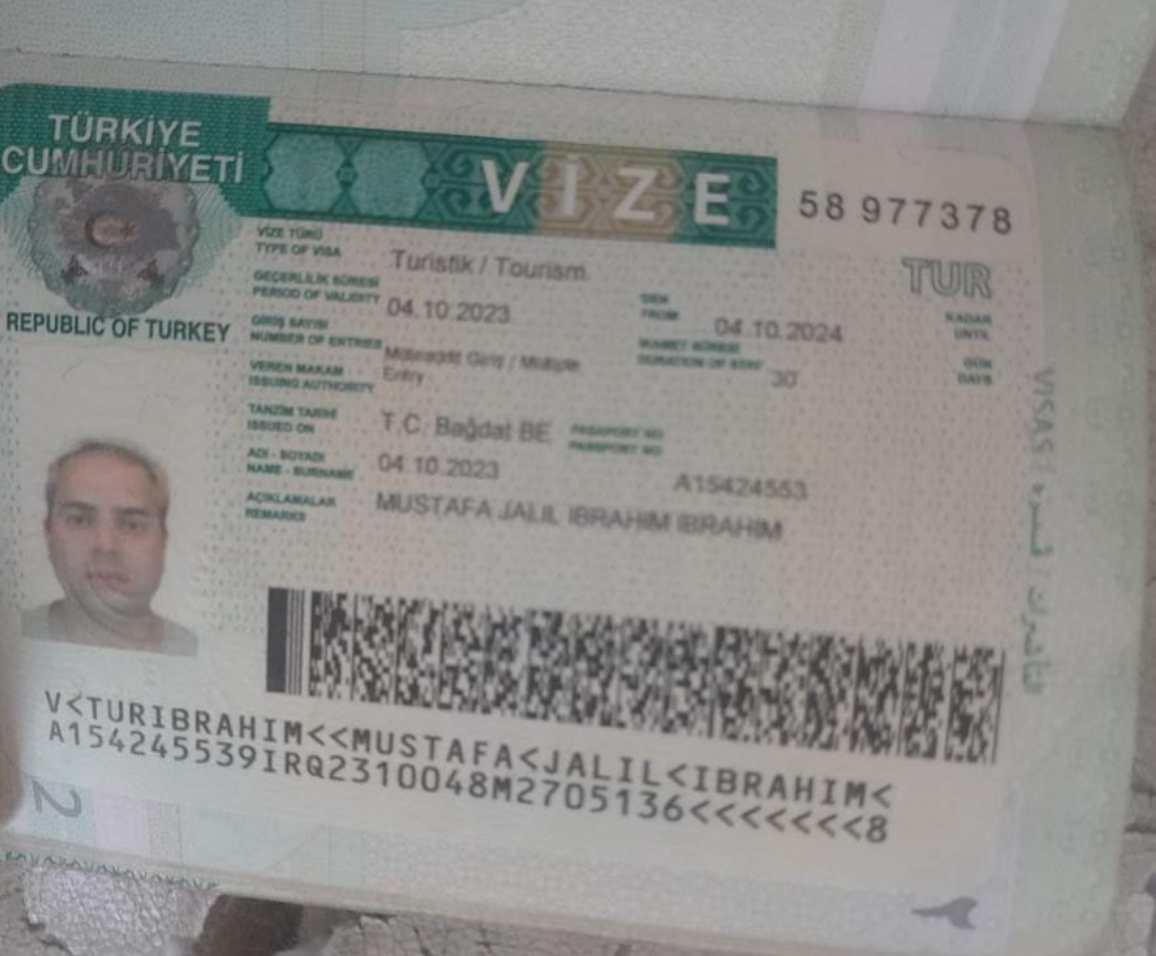 TÜRKİYE
CUMHURİYETİ
REPUBLIC OF TURKEY
VİZE
58 977378
TUR
VİZE TÜRÜ
TYPE OF VISA
Turistik / Tourism
GEÇERLİLİK SÜRESİ
PERIOD OF VALIDITY
04.10.2023
DEN
FROM
04.10.2024
KADAR
UNTIL
GİRİŞ SAYISI
NUMBER OF ENTRIES
Müteaddit Giriş / Multiple
Entry
İKAMET SÜRESİ
DURATION OF STAY
30
GÜN
DAYS
VEREN MAKAM
ISSUING AUTHORITY
T.C. Bağdat BE
TANZİM TARİHİ
ISSUED ON
04.10.2023
PASAPORT NO
PASSPORT NO
A15424553
ADI - SOYADI
NAME - SURNAME
MUSTAFA JALIL IBRAHIM IBRAHIM
AÇIKLAMALAR
REMARKS
V<TURIBRAHIM<<MUSTAFA<JALIL<IBRAHIM<
A154245539IRQ2310048M2705136<<<<<<<8
VISAS
2